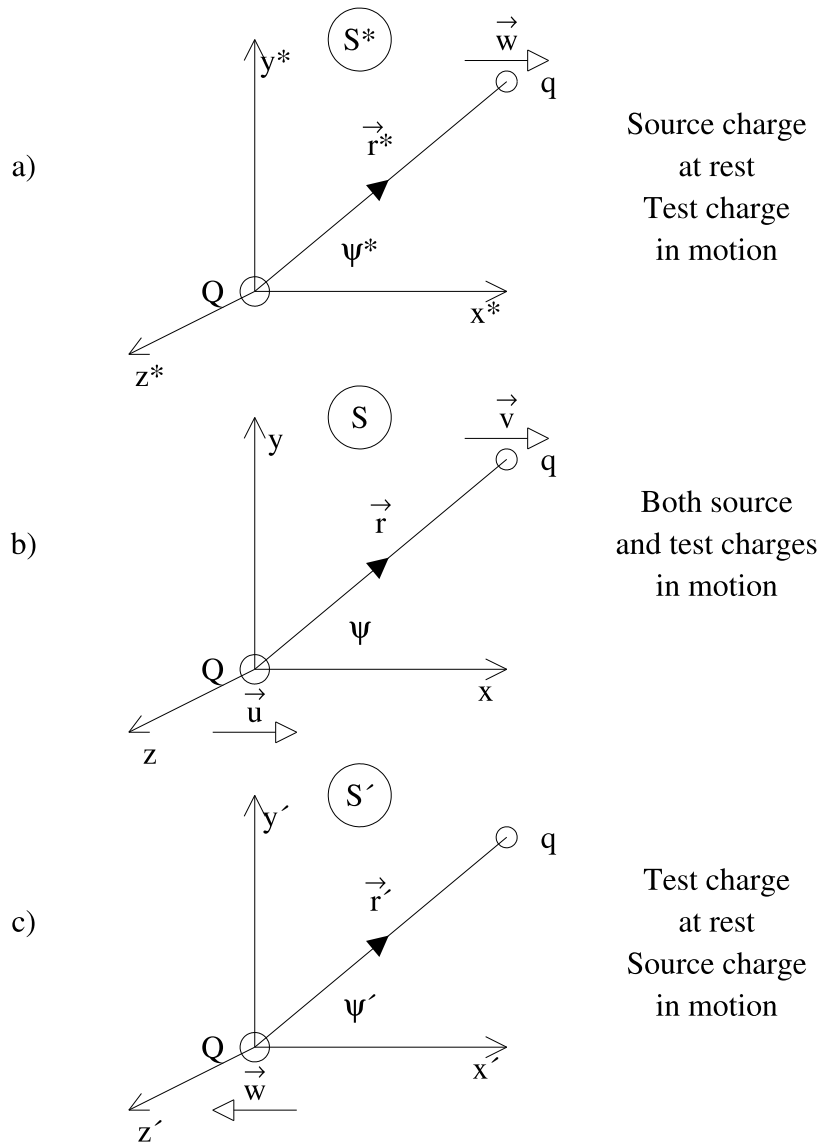 S*
w
y*
q
r*
a)
Source charge
at rest
Test charge
in motion
ψ*
Q
x*
z*
S
v
y
q
r
b)
Both source
and test charges
in motion
ψ
Q
x
u
z
S´
y´
q
r´
c)
Test charge
at rest
Source charge
in motion
ψ´
Q
x´
w
z´